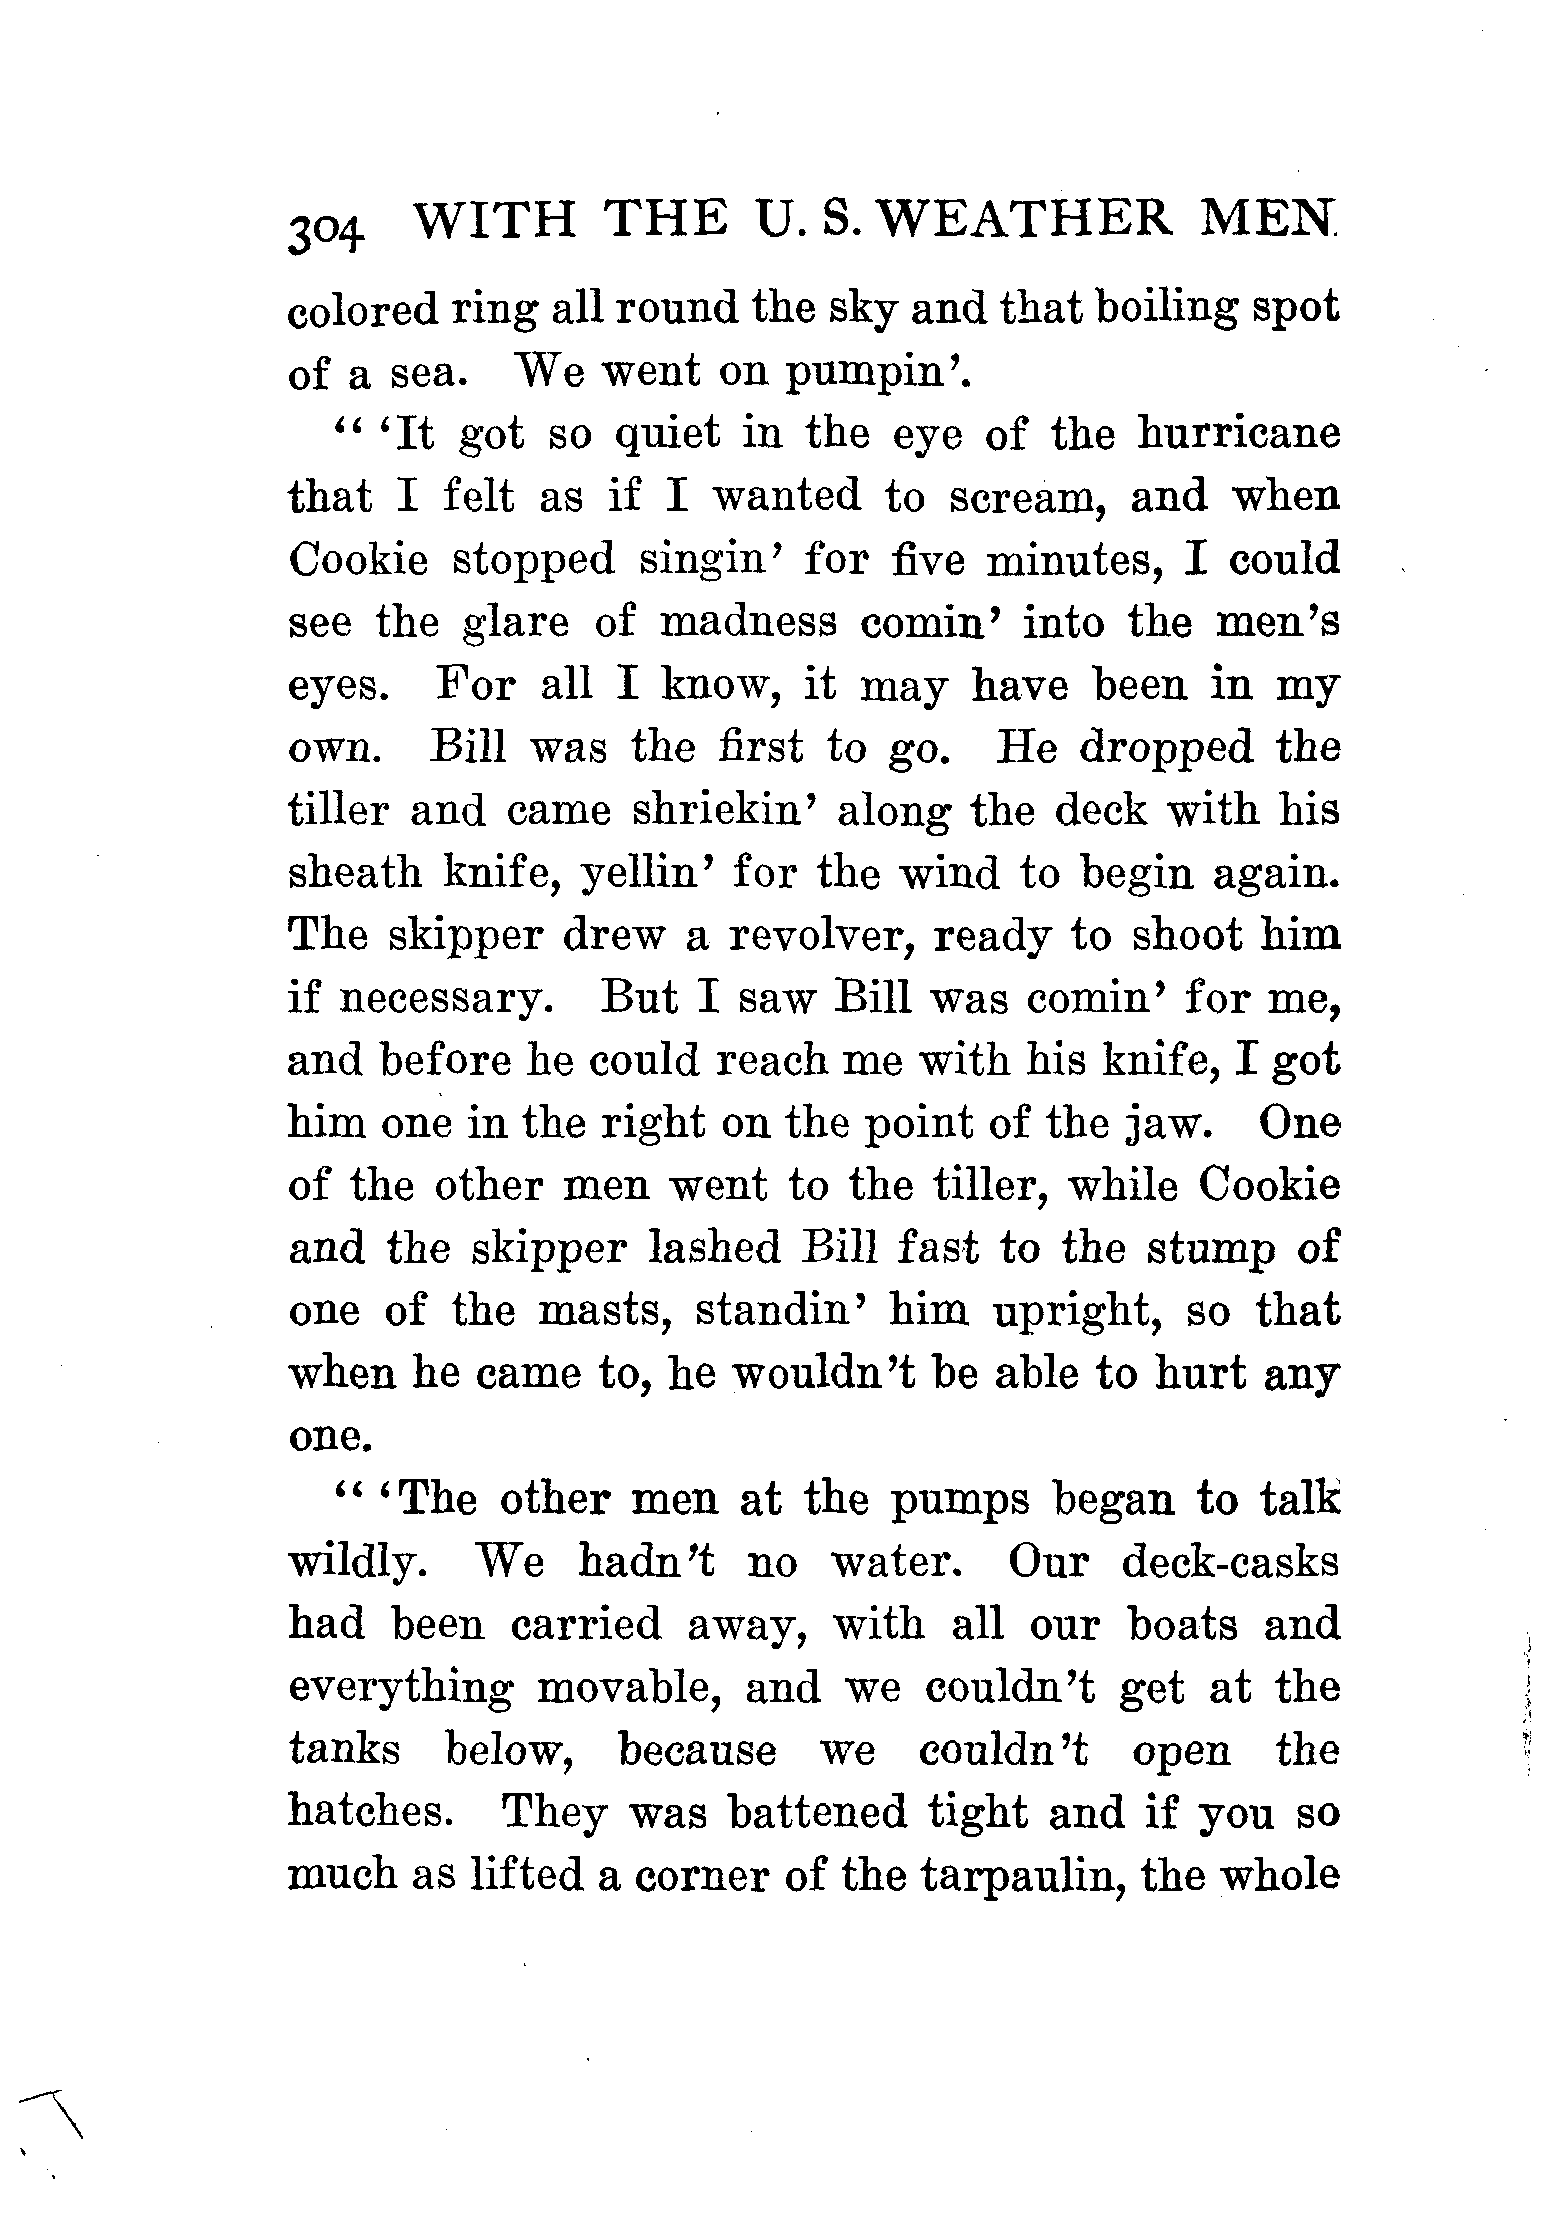 304 WITH THE U. S. WEATHER MEN
colored ring all round the sky and that boiling spot
of a sea. We went on pumpin’.
“ ‘It got so quiet in the eye of the hurricane
that I felt as if I wanted to scream, and when
Cookie stopped singin’ for five minutes, I could
see the glare of madness comin’ into the men’s
eyes. For all I know, it may have been in my
own. Bill was the first to go. He dropped the
tiller and came shriekin’ along the deck with his
sheath knife, yellin’ for the wind to begin again.
The skipper drew a revolver, ready to shoot him
if necessary. But I saw Bill was comin’ for me,
and before he could reach me with his knife, I got
him one in the right on the point of the jaw. One
of the other men went to the tiller, while Cookie
and the skipper lashed Bill fast to the stump of
one of the masts, standin’ him upright, so that
when he came to, he wouldn’t be able to hurt any
one.
“ ‘The other men at the pumps began to talk
wildly. We hadn’t no water. Our deck-casks
had been carried away, with all our boats and
everything movable, and we couldn’t get at the
tanks below, because we couldn’t open the
hatches. They was battened tight and if you so
much as lifted a corner of the tarpaulin, the whole